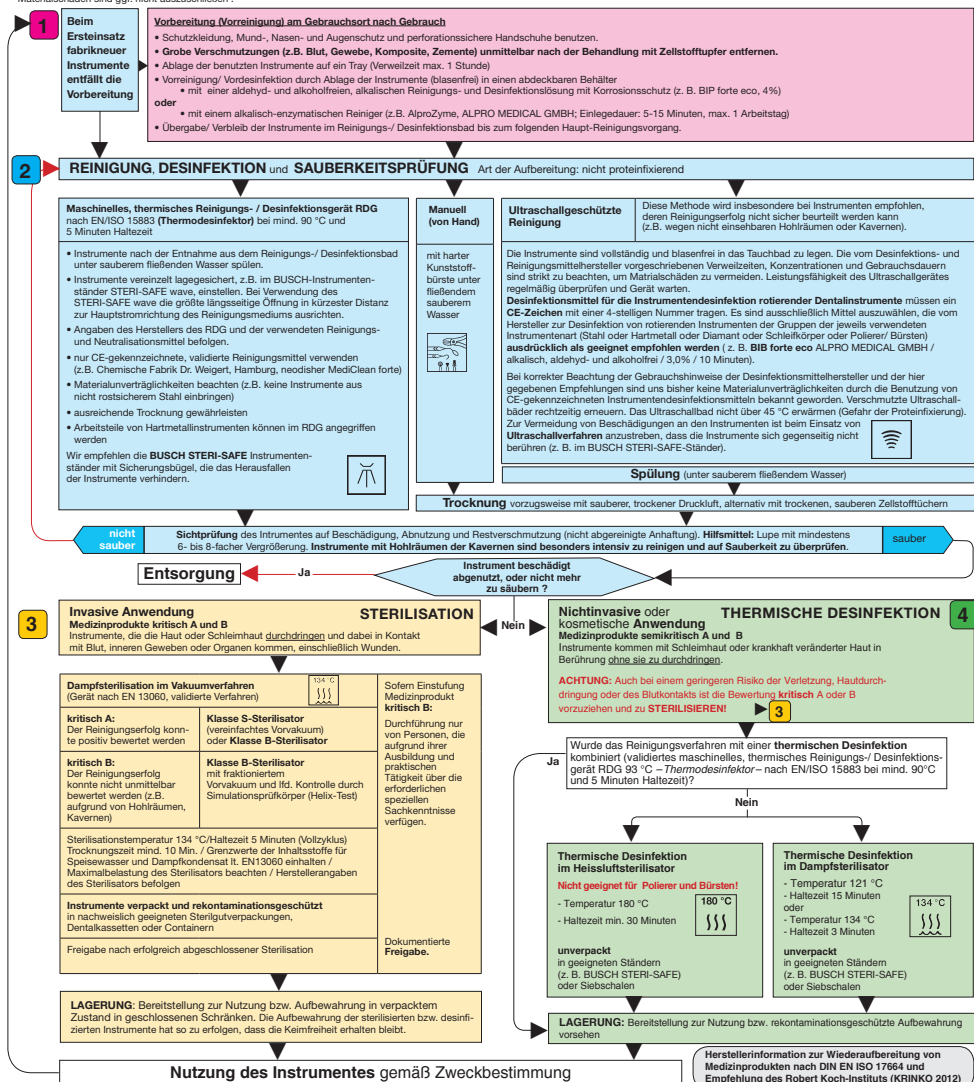 Materialschäden sind ggf. nicht auszuschließen .
1
Beim
Ersteinsatz
fabrikneuer
Instrumente
entfällt die
Vorbereitung
Vorbereitung (Vorreinigung) am Gebrauchsort nach Gebrauch
• Schutzkleidung, Mund-, Nasen- und Augenschutz und perforationssichere Handschuhe benutzen.
• Grobe Verschmutzungen (z.B. Blut, Gewebe, Komposite, Zemente) unmittelbar nach der Behandlung mit Zellstofftupfer entfernen.
• Ablage der benutzten Instrumente auf ein Tray (Verweilzeit max. 1 Stunde)
• Vorreinigung/ Vordesinfektion durch Ablage der Instrumente (blasenfrei) in einen abdeckbaren Behälter
• mit einer aldehyd- und alkoholfreien, alkalischen Reinigungs- und Desinfektionslösung mit Korrosionsschutz (z. B. BIP forte eco, 4%)
oder
• mit einem alkalisch-enzymatischen Reiniger (z.B. AlproZyme, ALPRO MEDICAL GMBH; Einlegedauer: 5-15 Minuten, max. 1 Arbeitstag)
• Übergabe/ Verbleib der Instrumente im Reinigungs-/ Desinfektionsbad bis zum folgenden Haupt-Reinigungsvorgang.
2
REINIGUNG, DESINFEKTION und SAUBERKEITSPRÜFUNG Art der Aufbereitung: nicht proteinfixierend
Maschinelles, thermisches Reinigungs- / Desinfektionsgerät RDG
nach EN/ISO 15883 (Thermodesinfektor) bei mind. 90 °C und
5 Minuten Haltezeit
• Instrumente nach der Entnahme aus dem Reinigungs-/ Desinfektionsbad
unter sauberem fließenden Wasser spülen.
• Instrumente vereinzelt lagesichert, z.B. im BUSCH-Instrumenten-
ständer STERI-SAFE wave, einstellen. Bei Verwendung des
STERI-SAFE wave die größte längsseitige Öffnung in kürzester Distanz
zur Hauptstromrichtung des Reinigungsmediums ausrichten.
• Angaben des Herstellers des RDG und der verwendeten Reinigungs-
und Neutralisationsmittel befolgen.
• nur CE-gekennzeichnete, validierte Reinigungsmittel verwenden
(z.B. Chemische Fabrik Dr. Weigert, Hamburg, neodisher MediClean forte)
• Materialunverträglichkeiten beachten (z.B. keine Instrumente aus
nicht rostsicherem Stahl einbringen)
• ausreichende Trocknung gewährleisten
• Arbeitsteile von Hartmetallinstrumenten können im RDG angegriffen
werden
Wir empfehlen die BUSCH STERI-SAFE Instrumenten-
ständer mit Sicherungsbügel, die das Herausfallen
der Instrumente verhindern.
Manuell
(von Hand)
mit harter
Kunststoff-
bürste unter
fließendem
sauberem
Wasser
Ultraschallgeschützte
Reinigung
Diese Methode wird insbesondere bei Instrumenten empfohlen,
deren Reinigungserfolg nicht sicher beurteilt werden kann
(z.B. wegen nicht einsehbaren Hohlräumen oder Kavernen).
Die Instrumente sind vollständig und blasenfrei in das Tauchbad zu legen. Die vom Desinfektions- und
Reinigungsmittelhersteller vorgeschriebenen Verweilzeiten, Konzentrationen und Gebrauchsdauern
sind strikt zu beachten, um Matrialschäden zu vermeiden. Leistungsfähigkeit des Ultraschallgerätes
regelmäßig überprüfen und Gerät warten.
Desinfektionsmittel für die Instrumentendesinfektion rotierender Dentalinstrumente müssen ein
CE-Zeichen mit einer 4-stelligen Nummer tragen. Es sind ausschließlich Mittel auszuwählen, die vom
Hersteller zur Desinfektion von rotierenden Instrumenten der Gruppen der jeweils verwendeten
Instrumentenart (Stahl oder Hartmetall oder Diamant oder Schleifkörper oder Polierer/ Bürsten)
ausdrücklich als geeignet empfohlen werden ( z. B. BIB forte eco ALPRO MEDICAL GMBH /
alkalisch, aldehyd- und alkoholfrei / 3,0% / 10 Minuten).
Bei korrekter Beachtung der Gebrauchshinweise der Desinfektionsmittelhersteller und der hier
gegebenen Empfehlungen sind uns bisher keine Materialunverträglichkeiten durch die Benutzung von
CE-gekennzeichneten Instrumentendesinfektionsmitteln bekannt geworden. Verschmutzte Ultraschall-
bäder rechtzeitig erneuern. Das Ultraschallbad nicht über 45 °C erwärmen (Gefahr der Proteinfixierung).
Zur Vermeidung von Beschädigungen an den Instrumenten ist beim Einsatz von
Ultraschallverfahren anzustreben, dass die Instrumente sich gegenseitig nicht
berühren (z. B. im BUSCH STERI-SAFE-Ständer).
Spülung (unter sauberem fließendem Wasser)
Trocknung vorzugsweise mit sauberer, trockener Druckluft, alternativ mit trockenen, sauberen Zellstofftüchern
nicht
sauber
Sichtprüfung des Intrumentes auf Beschädigung, Abnutzung und Restverschmutzung (nicht abgereinigte Anhaftung). Hilfsmittel: Lupe mit mindestens
6- bis 8-facher Vergrößerung. Instrumente mit Hohlräumen der Kavernen sind besonders intensiv zu reinigen und auf Sauberkeit zu überprüfen.
sauber
Entsorgung
Ja
Instrument beschädigt
abgenutzt, oder nicht mehr
zu säubern ?
Nein
3
Invasive Anwendung STERILISATION
Medizinprodukte kritisch A und B
Instrumente, die die Haut oder Schleimhaut durchdringen und dabei in Kontakt
mit Blut, inneren Geweben oder Organen kommen, einschließlich Wunden.
Dampfsterilisation im Vakuumverfahren
(Gerät nach EN 13060, validierte Verfahren)
134 °C
kritisch A:
Der Reinigungserfolg konn-
te positiv bewertet werden
Klasse S-Sterilisator
(vereinfachtes Vorvakuum)
oder Klasse B-Sterilisator
kritisch B:
Der Reinigungserfolg
konnte nicht unmittelbar
bewertet werden (z.B.
aufgrund von Hohlräumen,
Kavernen)
Klasse B-Sterilisator
mit fraktioniertem
Vorvakuum und lfd. Kontrolle durch
Simulationsprüfkörper (Helix-Test)
Sterilisationstemperatur 134 °C/Haltezeit 5 Minuten (Vollzyklus)
Trocknungszeit mind. 10 Min. / Grenzwerte der Inhaltsstoffe für
Speisewasser und Dampfkondensat lt. EN13060 einhalten /
Maximalbelastung des Sterilisators beachten / Herstellerangaben
des Sterilisators befolgen
Instrumente verpackt und rekontaminationsgeschützt
in nachweislich geeigneten Sterilgutverpackungen,
Dentalkassetten oder Containern
Freigabe nach erfolgreich abgeschlossener Sterilisation
Sofern Einstufung
Medizinprodukt
kritisch B:
Durchführung nur
von Personen, die
aufgrund ihrer
Ausbildung und
praktischen
Tätigkeit über die
erforderlichen
speziellen
Sachkenntnisse
verfügen.
Dokumentierte
Freigabe.
LAGERUNG: Bereitstellung zur Nutzung bzw. Aufbewahrung in verpacktem
Zustand in geschlossenen Schränken. Die Aufbewahrung der sterilisierten bzw. desinfi-
zierten Instrumente hat so zu erfolgen, dass die Keimfreiheit erhalten bleibt.
Nichtinvasive oder THERMISCHE DESINFEKTION 4
kosmetische Anwendung
Medizinprodukte semikritisch A und B
Instrumente kommen mit Schleimhaut oder krankhaft veränderter Haut in
Berührung ohne sie zu durchdringen.
ACHTUNG: Auch bei einem geringeren Risiko der Verletzung, Hautdurch-
dringung oder des Blutkontakts ist die Bewertung kritisch A oder B
vorzuziehen und zu STERILISIEREN! 3
Ja
Wurde das Reinigungsverfahren mit einer thermischen Desinfektion
kombiniert (validiertes maschinelles, thermisches Reinigungs-/ Desinfektions-
gerät RDG 93 °C –Thermodesinfektor– nach EN/ISO 15883 bei mind. 90°C
und 5 Minuten Haltezeit)?
Nein
Thermische Desinfektion
im Heissluftsterilisator
Nicht geeignet für Polierer und Bürsten!
- Temperatur 180 °C
- Haltezeit min. 30 Minuten
180 °C
unverpackt
in geeigneten Ständern
(z. B. BUSCH STERI-SAFE)
oder Siebschalen
Thermische Desinfektion
im Dampfsterilisator
- Temperatur 121 °C
- Haltezeit 15 Minuten
oder
- Temperatur 134 °C
- Haltezeit 3 Minuten
134 °C
unverpackt
in geeigneten Ständern
(z. B. BUSCH STERI-SAFE)
oder Siebschalen
LAGERUNG: Bereitstellung zur Nutzung bzw. rekontaminationsgeschützte Aufbewahrung
vorsehen
Nutzung des Instrumentes gemäß Zweckbestimmung
Herstellerinformation zur Wiederaufbereitung von
Medizinprodukten nach DIN EN ISO 17664 und
Empfehlung des Robert Koch-Instituts (KRINKO 2012)